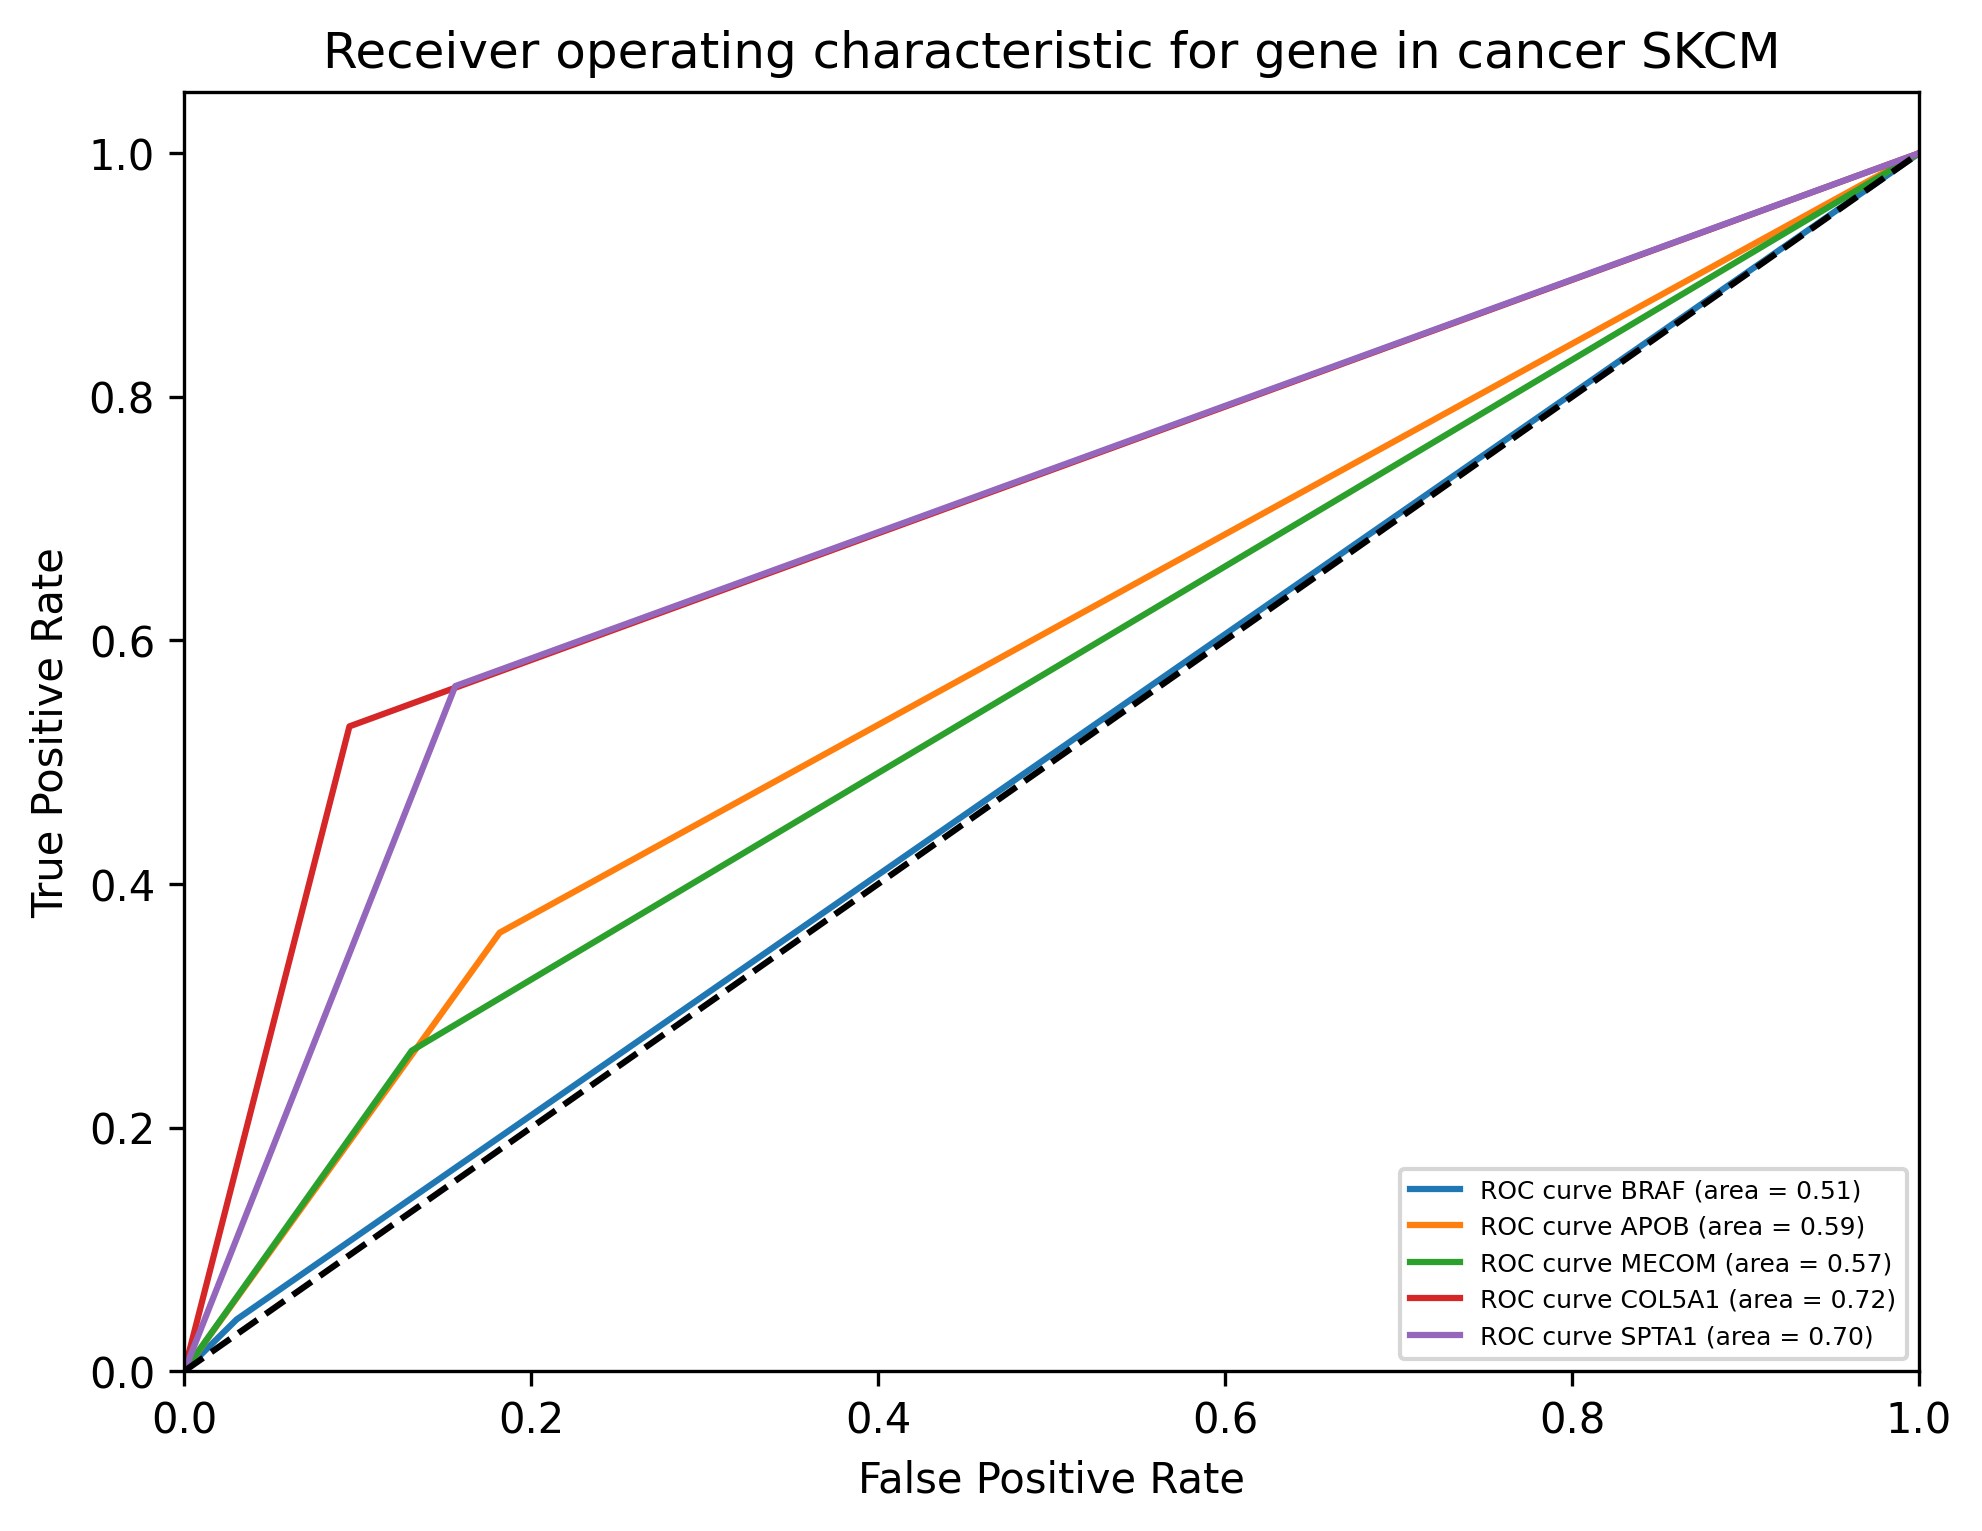 Receiver operating characteristic for gene in cancer SKCM
1.0
0.8
0.6
0.4
0.2
0.0
True Positive Rate
ROC curve BRAF (area = 0.51)
ROC curve APOB (area = 0.59)
ROC curve MECOM (area = 0.57)
ROC curve COL5A1 (area = 0.72)
ROC curve SPTA1 (area = 0.70)
0.0 0.2 0.4 0.6 0.8 1.0
False Positive Rate